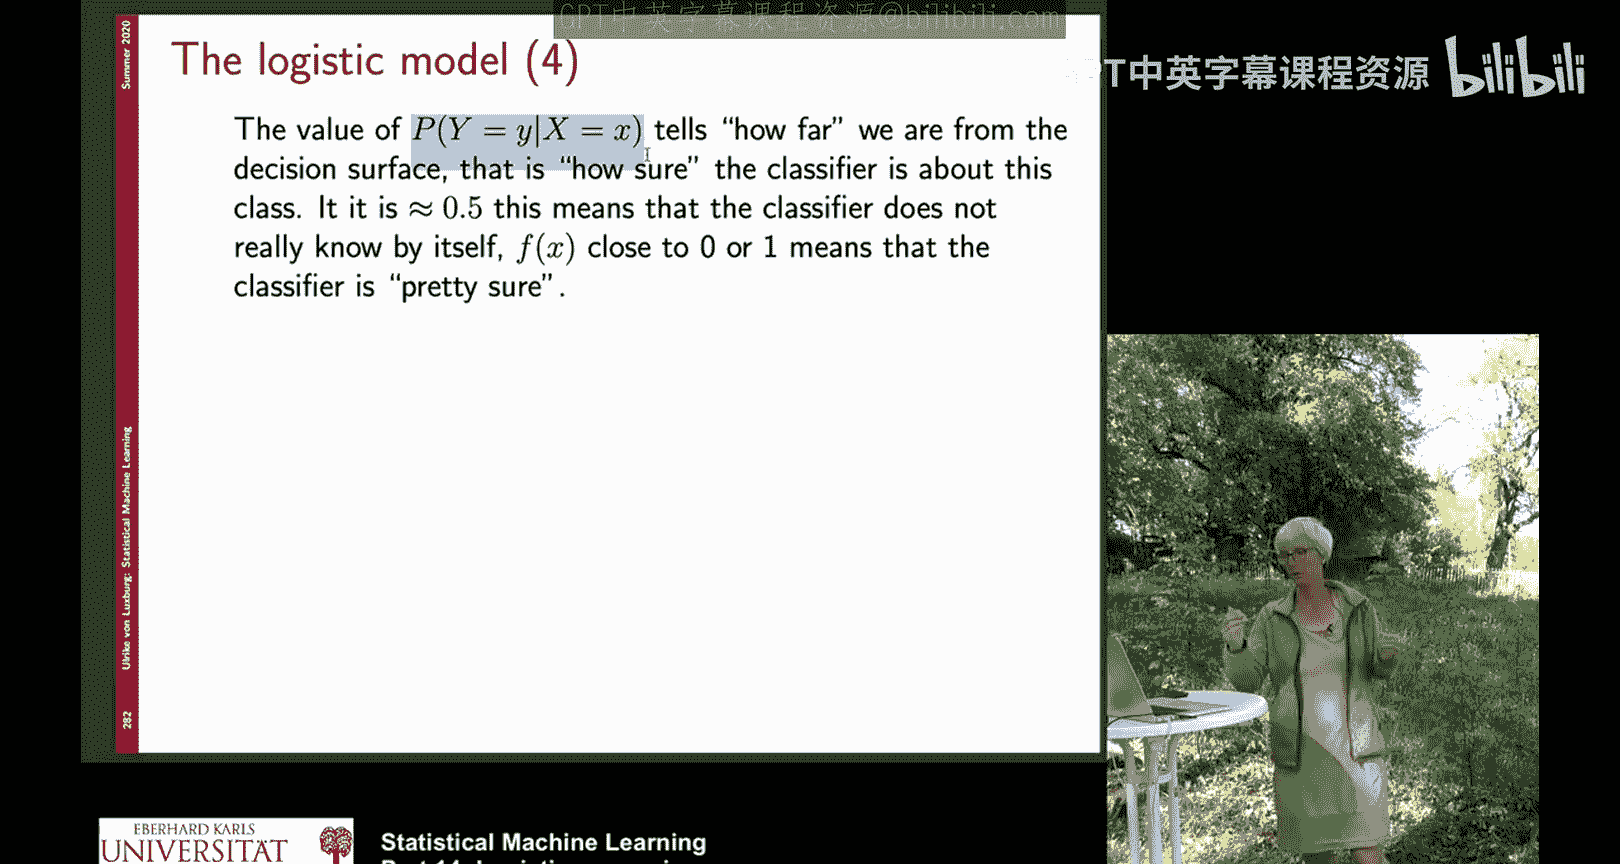 GPT中英字幕课程资源@bilibili.com
PT中英字幕课程资源 bilibili
Summer 2020
The logistic model (4)
The value of P(Y = y|X = x) tells “how far” we are from the
decision surface, that is “how sure” the classifier is about this
class. It it is ≈ 0.5 this means that the classifier does not
really know by itself, f(x) close to 0 or 1 means that the
classifier is “pretty sure”.
Ulrike von Luxburg: Statistical Machine Learning
282
EBERHARD KARLS
UNIVERSITÄT
Statistical Machine Learning